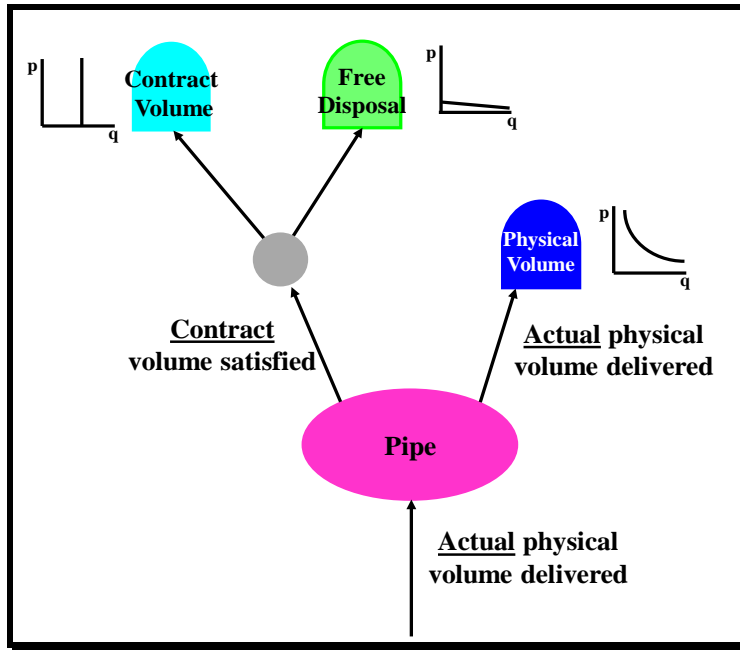 p
q
Contract
Volume
Free
Disposal
p
q
Physical
Volume
p
q
Contract
volume satisfied
Actual physical
volume delivered
Pipe
Actual physical
volume delivered